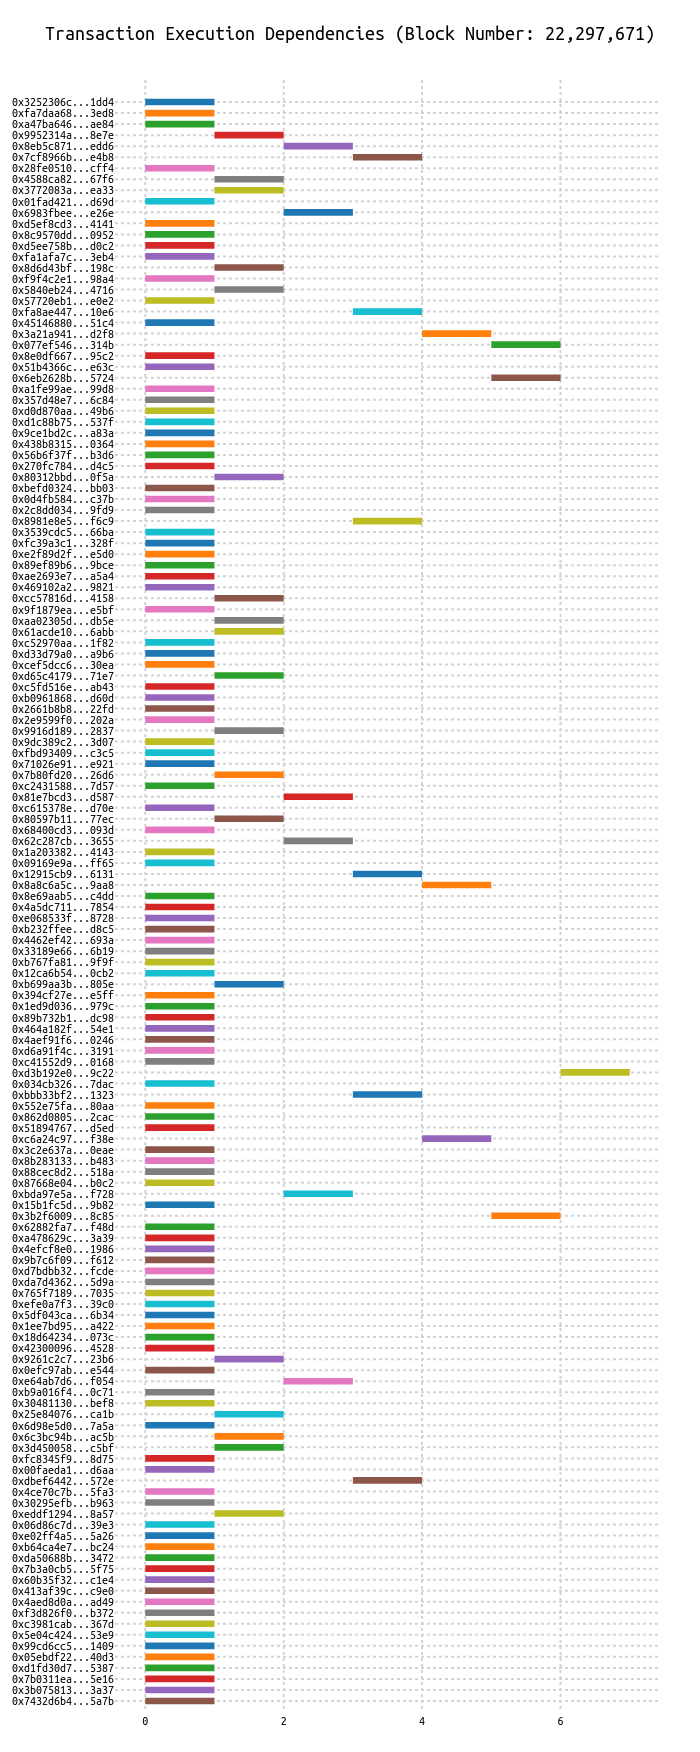 Transaction Execution Dependencies (Block Number: 22,297,671)
0x3252306c...1dd4
0xfa7daa68...3ed8
0xa47ba646...ae84
0x9952314a...8e7e
0x8eb5c871...edd6
0x7cf8966b...e4b8
0x28fe0510...cff4
0x4588ca82...67f6
0x3772083a...ea33
0x01fad421...d69d
0x6983fbee...e26e
0xd5ef8cd3...4141
0x8c9570dd...0952
0xd5ee758b...d0c2
0xfa1afa7c...3eb4
0x8d6d43bf...198c
0xf9f4c2e1...98a4
0x5840eb24...4716
0x57720eb1...e0e2
0xfa8ae447...10e6
0x45146880...51c4
0x3a21a941...d2f8
0x077ef546...314b
0x8e0df667...95c2
0x51b4366c...e63c
0x6eb2628b...5724
0xa1fe99ae...99d8
0x357d48e7...6c84
0xd0d870aa...49b6
0xd1c88b75...537f
0x9ce1bd2c...a83a
0x438b8315...0364
0x56b6f37f...b3d6
0x270fc784...d4c5
0x80312bbd...0f5a
0xbefd0324...bb03
0x0d4fb584...c37b
0x2c8dd034...9fd9
0x8981e8e5...f6c9
0x3539cdc5...66ba
0xfc39a3c1...328f
0xe2f89d2f...e5d0
0x89ef89b6...9bce
0xae2693e7...a5a4
0x469102a2...9821
0xcc57816d...4158
0x9f1879ea...e5bf
0xaa02305d...db5e
0x61acde10...6abb
0xc52970aa...1f82
0xd33d79a0...a9b6
0xcef5dcc6...30ea
0xd65c4179...71e7
0xc5fd516e...ab43
0xb0961868...d60d
0x2661b8b8...22fd
0x2e9599f0...202a
0x9916d189...2837
0x9dc389c2...3d07
0xfbd93409...c3c5
0x71026e91...e921
0x7b80fd20...26d6
0xc2431588...7d57
0x81e7bcd3...d587
0xc615378e...d70e
0x80597b11...77ec
0x68400cd3...093d
0x62c287cb...3655
0x1a203382...4143
0x09169e9a...ff65
0x12915cb9...6131
0x8a8c6a5c...9aa8
0x8e69aab5...c4dd
0x4a5dc711...7854
0xe068533f...8728
0xb232ffee...d8c5
0x4462ef42...693a
0x33189e66...6b19
0xb767fa81...9f9f
0x12ca6b54...0cb2
0xb699aa3b...805e
0x394cf27e...e5ff
0x1ed9d036...979c
0x89b732b1...dc98
0x464a182f...54e1
0x4aef91f6...0246
0xd6a91f4c...3191
0xc41552d9...0168
0xd3b192e0...9c22
0x034cb326...7dac
0xbbb33bf2...1323
0x552e75fa...80aa
0x862d0805...2cac
0x51894767...d5ed
0xc6a24c97...f38e
0x3c2e637a...0eae
0x8b283133...b483
0x88cec8d2...518a
0x87668e04...b0c2
0xbda97e5a...f728
0x15b1fc5d...9b82
0x3b2f6009...8c85
0x62882fa7...f48d
0xa478629c...3a39
0x4efcf8e0...1986
0x9b7c6f09...f612
0xd7bdbb32...fcde
0xda7d4362...5d9a
0x765f7189...7035
0xefe0a7f3...39c0
0x5df043ca...6b34
0x1ee7bd95...a422
0x18d64234...073c
0x42300096...4528
0x9261c2c7...23b6
0x0efc97ab...e544
0xe64ab7d6...f054
0xb9a016f4...0c71
0x30481130...bef8
0x25e84076...ca1b
0x6d98e5d0...7a5a
0x6c3bc94b...ac5b
0x3d450058...c5bf
0xfc8345f9...8d75
0x00faeda1...d6aa
0xdbef6442...572e
0x4ce70c7b...5fa3
0x30295efb...b963
0xeddf1294...8a57
0x06d86c7d...39e3
0xe02ff4a5...5a26
0xb64ca4e7...bc24
0xda50688b...3472
0x7b3a0cb5...5f75
0x60b35f32...c1e4
0x413af39c...c9e0
0x4aed8d0a...ad49
0xf3d826f0...b372
0xc3981cab...367d
0x5e04c424...53e9
0x99cd6cc5...1409
0x05ebdf22...40d3
0xd1fd30d7...5387
0x7b0311ea...5e16
0x3b075813...3a37
0x7432d6b4...5a7b
0 2 4 6